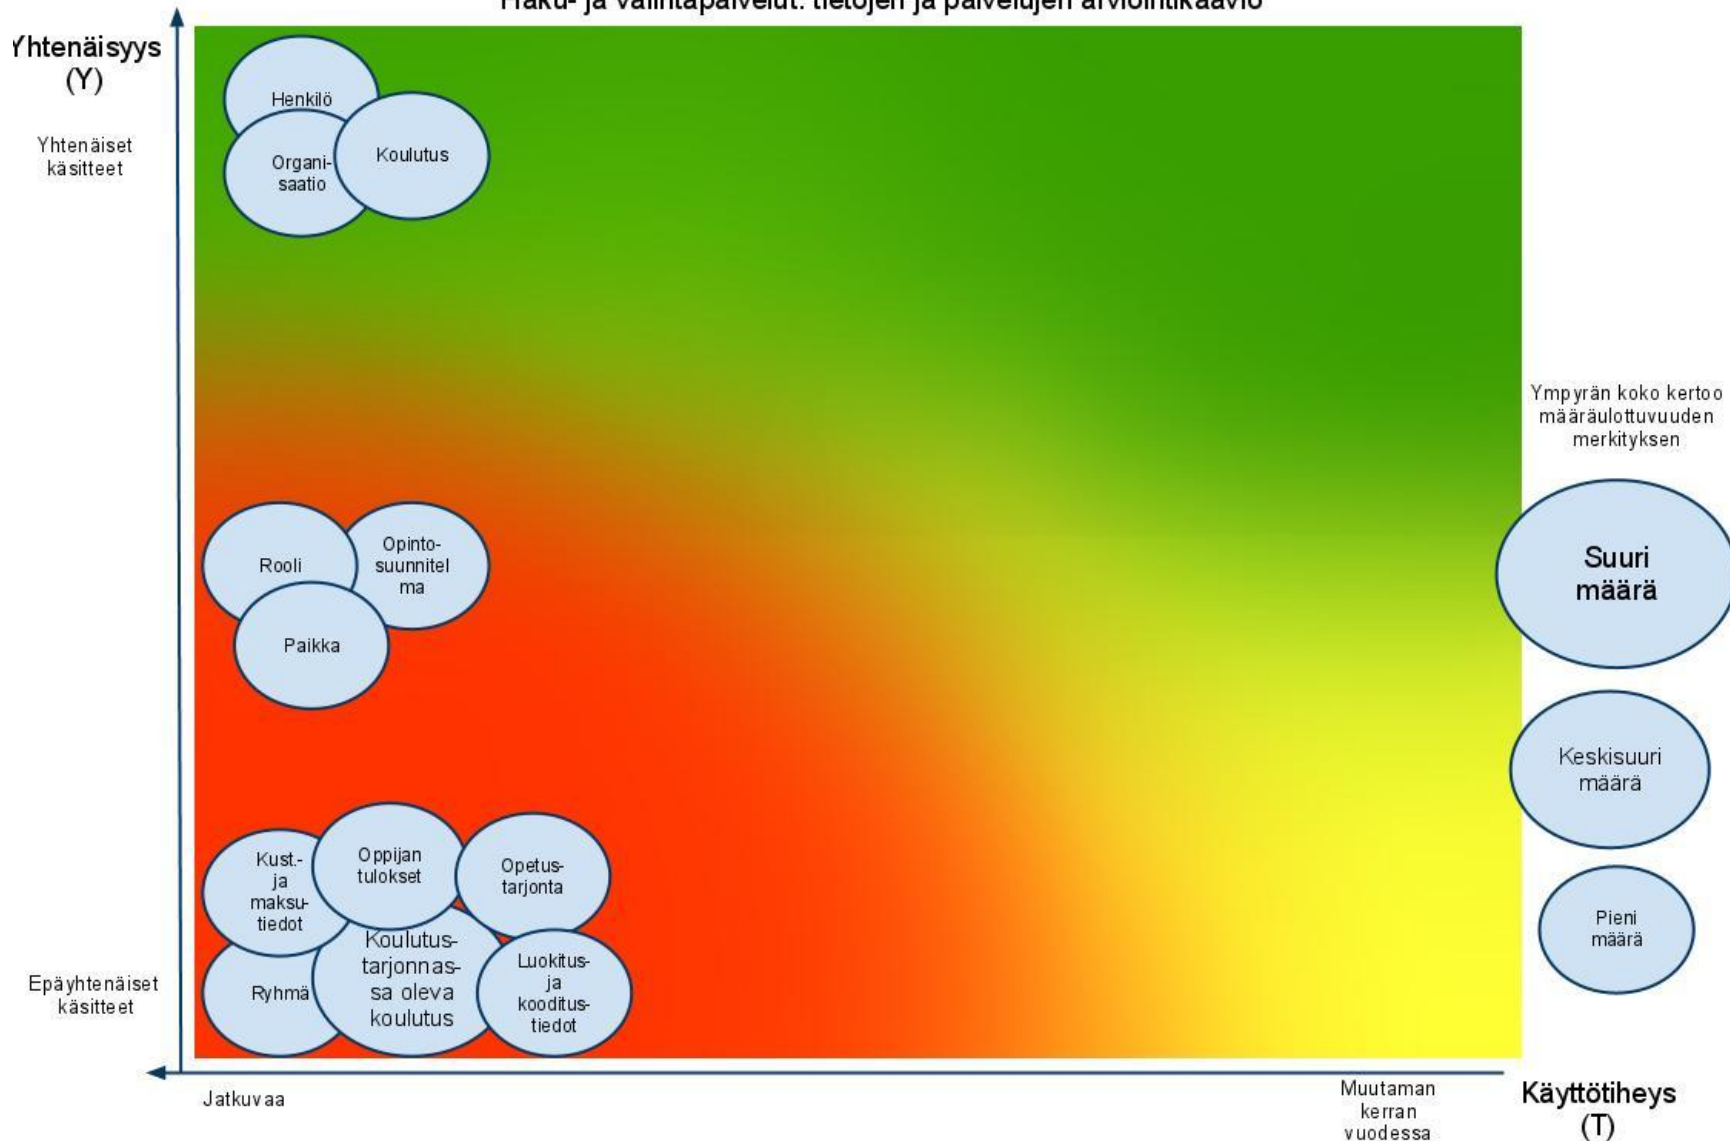 Haku- ja valintapalvelut: tietojen ja palvelujen arviointikaavio
Yhtenäisyys
(Y)
Yhtenäiset
käsitteet
Henkilö
Organi-
saatio
Koulutus
Ympyrän koko kertoo
määräulottuvuuden
merkityksen
Rooli
Opinto-
suunnitel
ma
Paikka
Suuri
määrä
Keskisuuri
määrä
Pieni
määrä
Kust.-
ja
maksu-
tiedot
Oppijan
tulokset
Opetus-
tarjonta
Ryhmä
Koulutus-
tarjonnas-
sa oleva
koulutus
Luokitus-
ja
kooditus-
tiedot
Epäyhtenäiset
käsitteet
Jatkuvaa
Muutaman
kerran
vuodessa
Käyttötiheys
(T)